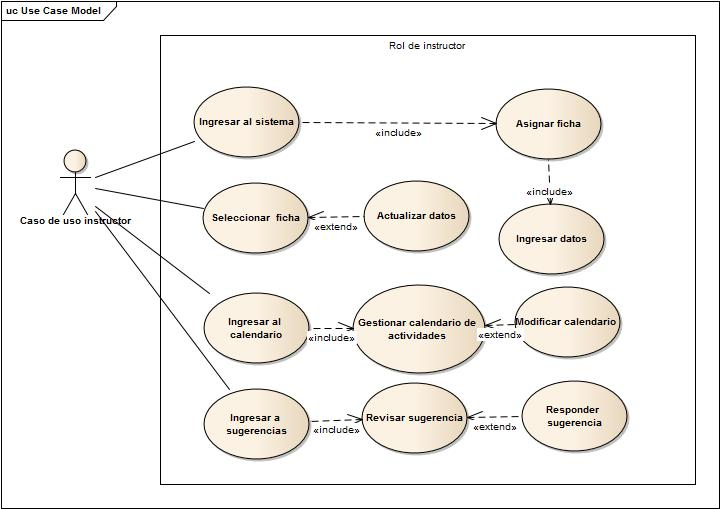 uc Use Case Model
Rol de instructor
Ingresar al sistema
«include»
Asignar ficha
«include»
Caso de uso instructor
Seleccionar ficha
«extend»
Actualizar datos
Ingresar datos
Ingresar al
calendario
«include»
Gestionar calendario de
actividades
«extend»
Modificar calendario
Ingresar a
sugerencias
«include»
Revisar sugerencia
«extend»
Responder
sugerencia